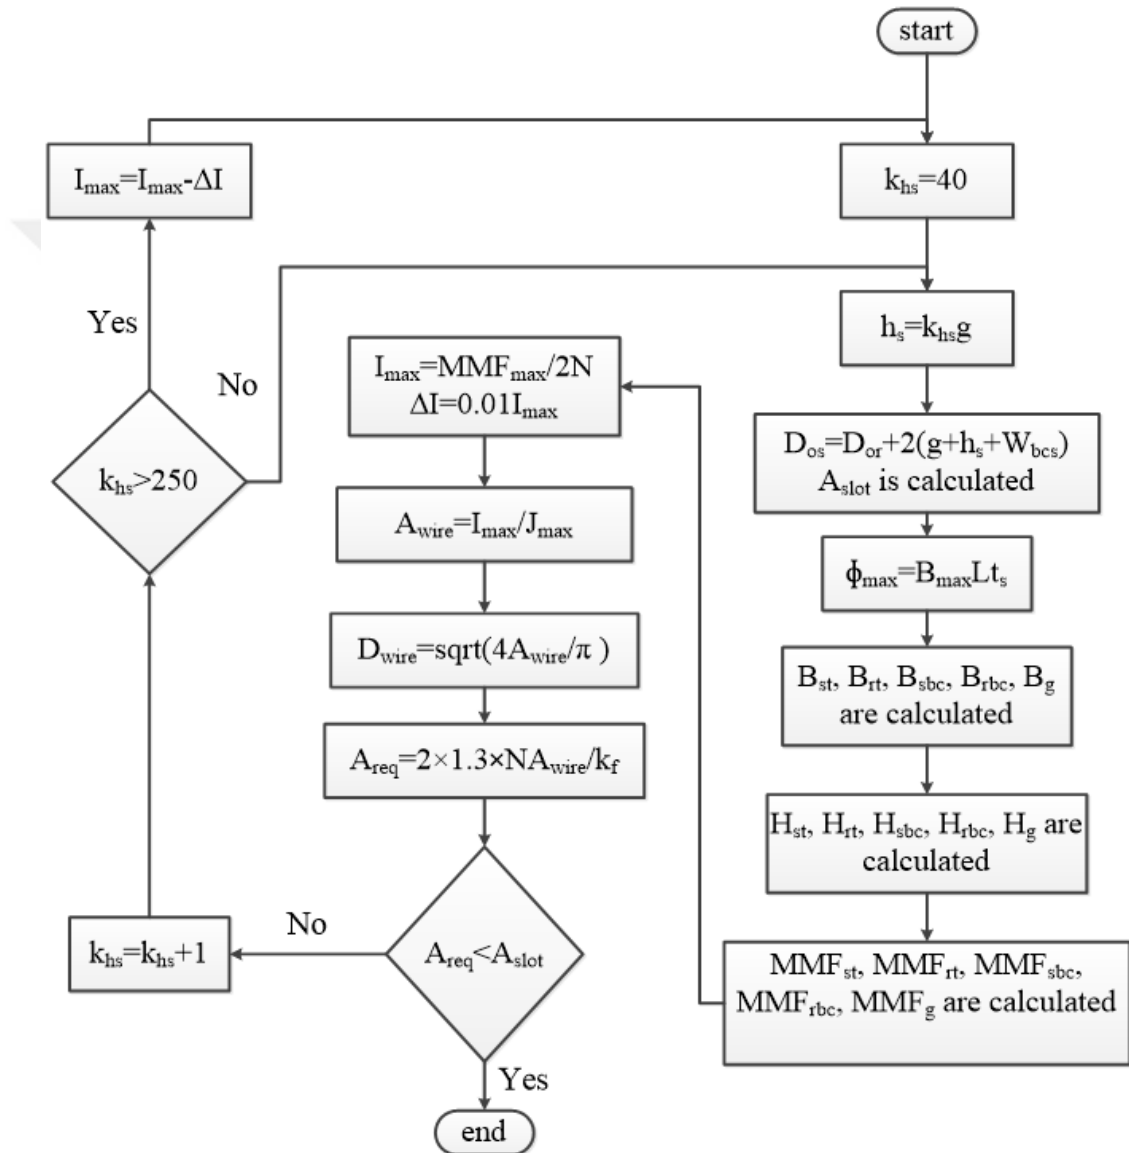 start
k_hs=40
h_s=k_hsg
D_os=D_or+2(g+h_s+W_bcs)
A_slot is calculated
ϕ_max=B_maxLt_s
B_st, B_rt, B_sbc, B_rbc, B_g
are calculated
H_st, H_rt, H_sbc, H_rbc, H_g are
calculated
MMF_st, MMF_rt, MMF_sbc,
MMF_rbc, MMF_g are calculated
I_max=MMF_max/2N
ΔI=0.01I_max
A_wire=I_max/J_max
D_wire=sqrt(4A_wire/π )
A_req=2×1.3×NA_wire/k_f
A_req<A_slot
Yes
end
No
k_hs=k_hs+1
k_hs>250
No
Yes
I_max=I_max-ΔI